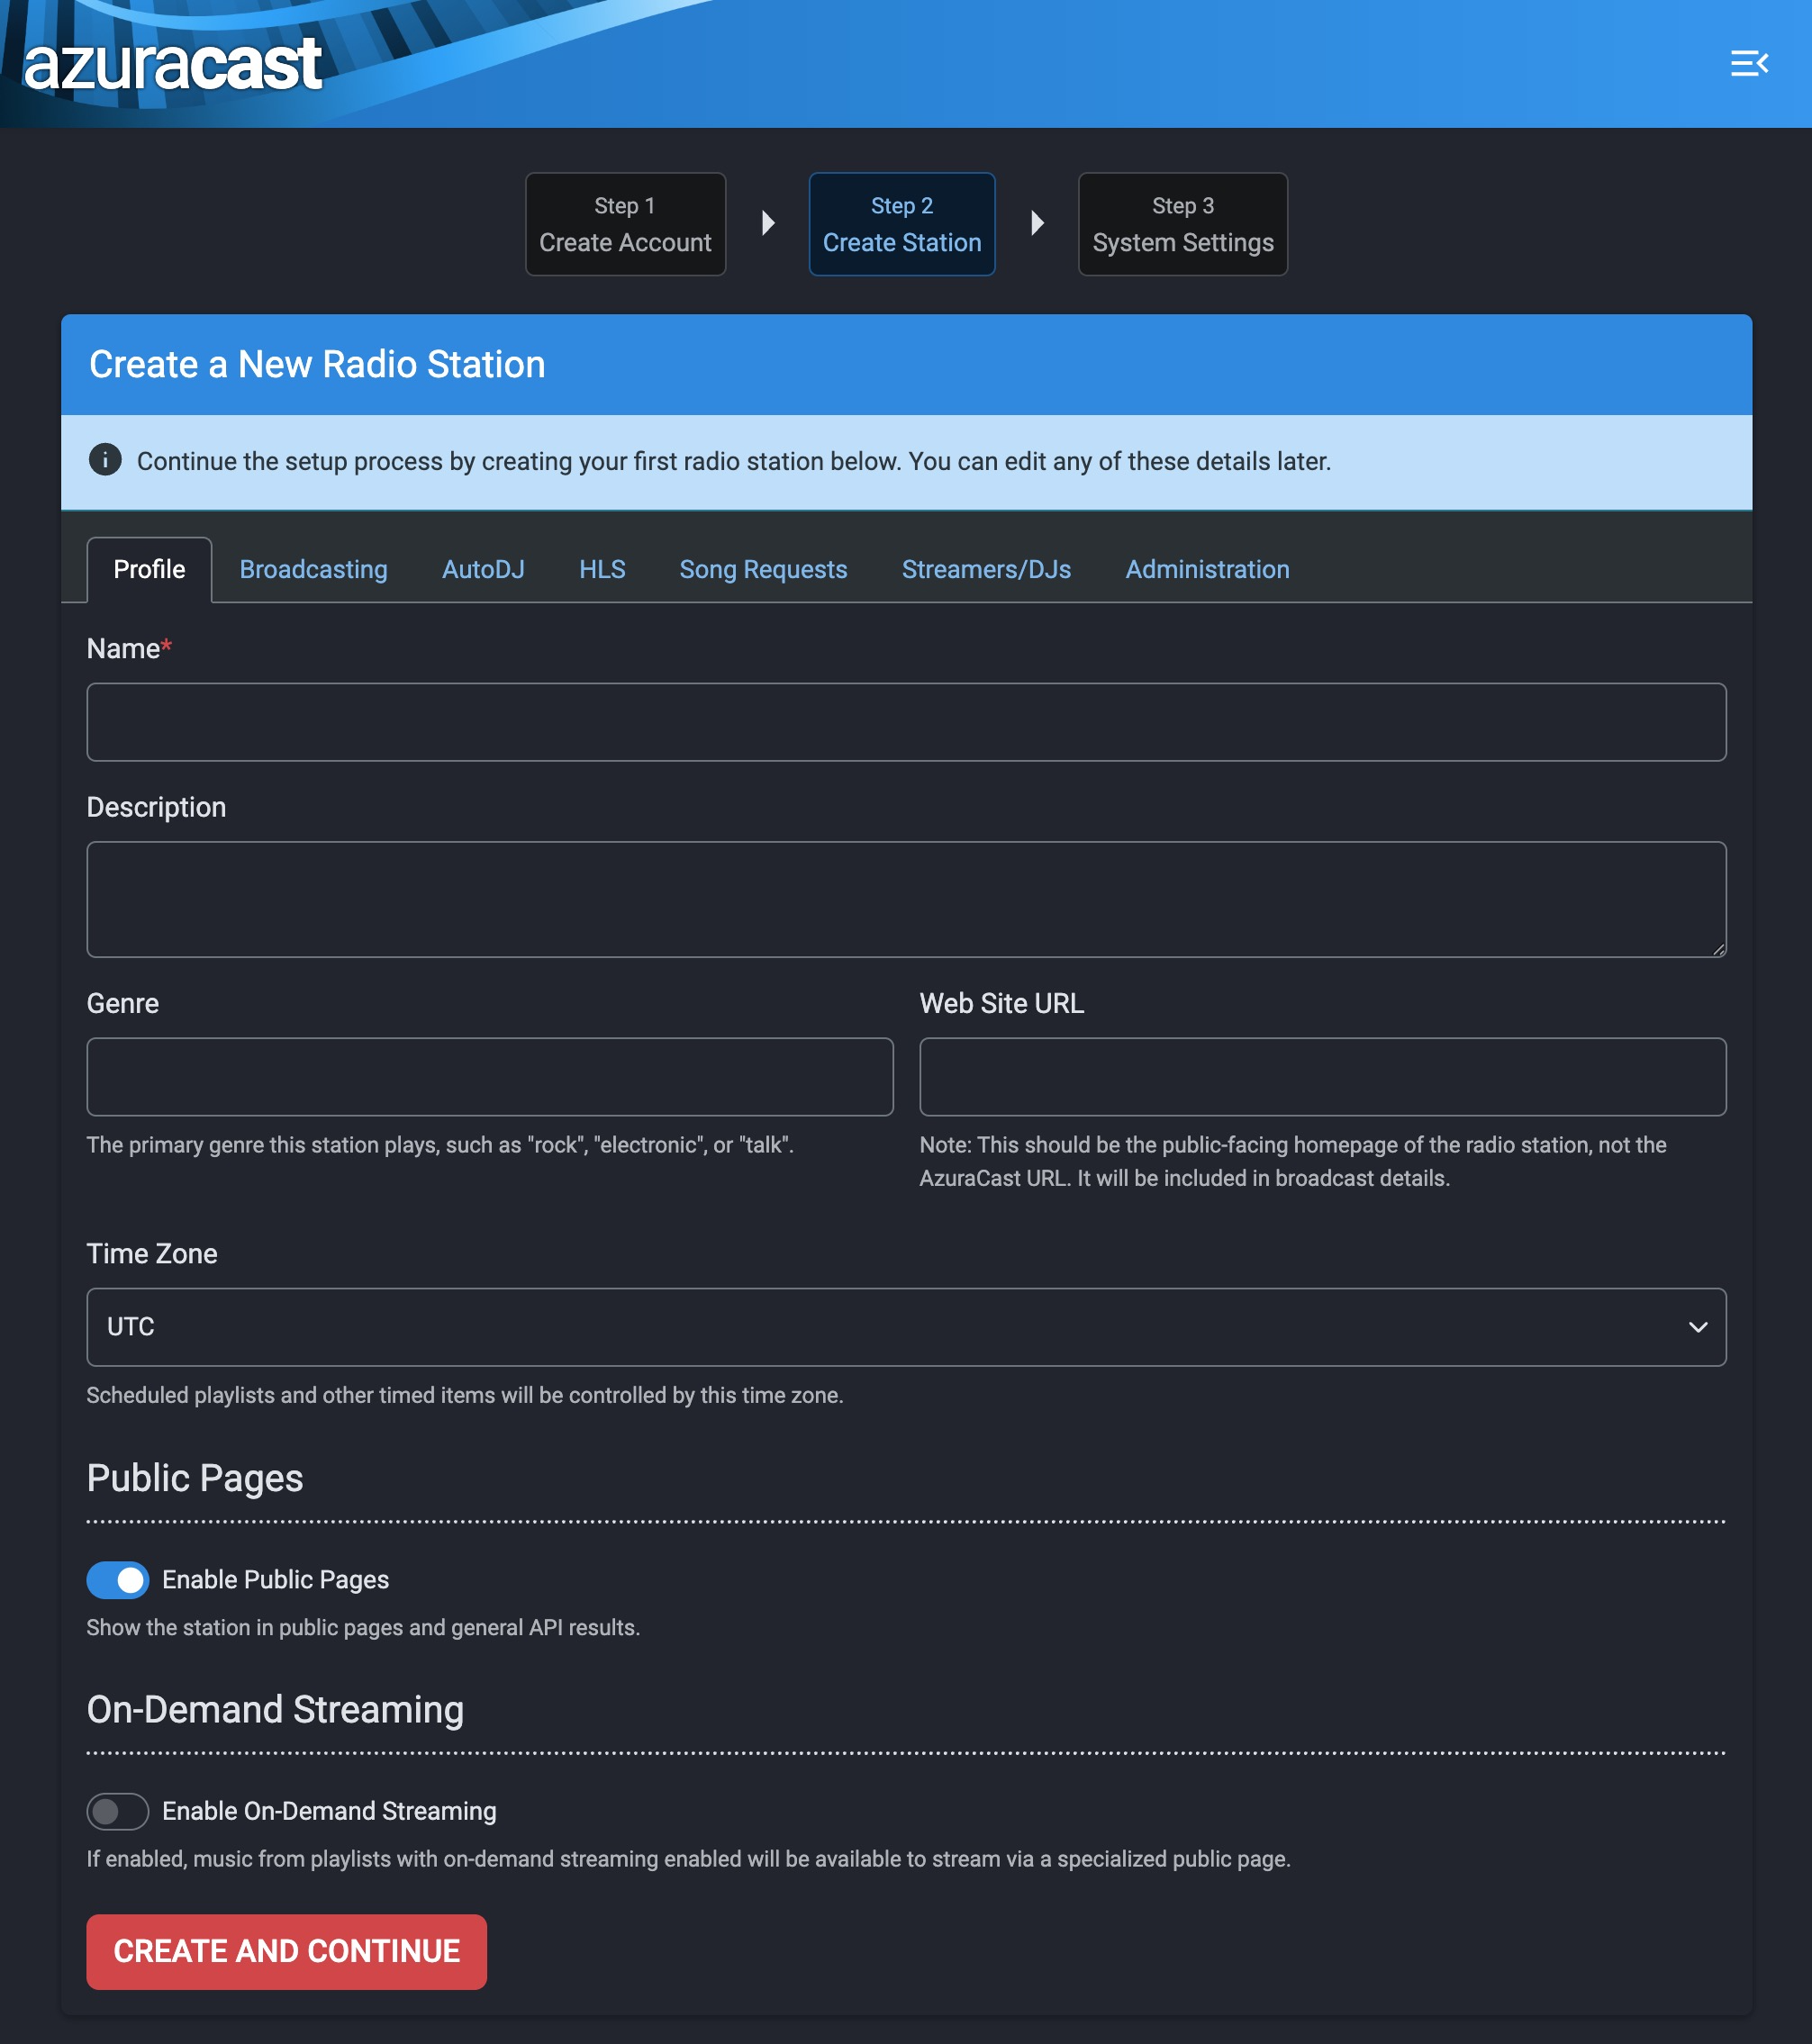 azuracast
Step 1
Create Account
Step 2
Create Station
Step 3
System Settings
Create a New Radio Station
Continue the setup process by creating your first radio station below. You can edit any of these details later.
Profile Broadcasting AutoDJ HLS Song Requests Streamers/DJs Administration
Name*
Description
Genre
The primary genre this station plays, such as "rock", "electronic", or "talk".
Web Site URL
Note: This should be the public-facing homepage of the radio station, not the
AzuraCast URL. It will be included in broadcast details.
Time Zone
UTC
Scheduled playlists and other timed items will be controlled by this time zone.
Public Pages
Enable Public Pages
Show the station in public pages and general API results.
On-Demand Streaming
Enable On-Demand Streaming
If enabled, music from playlists with on-demand streaming enabled will be available to stream via a specialized public page.
CREATE AND CONTINUE